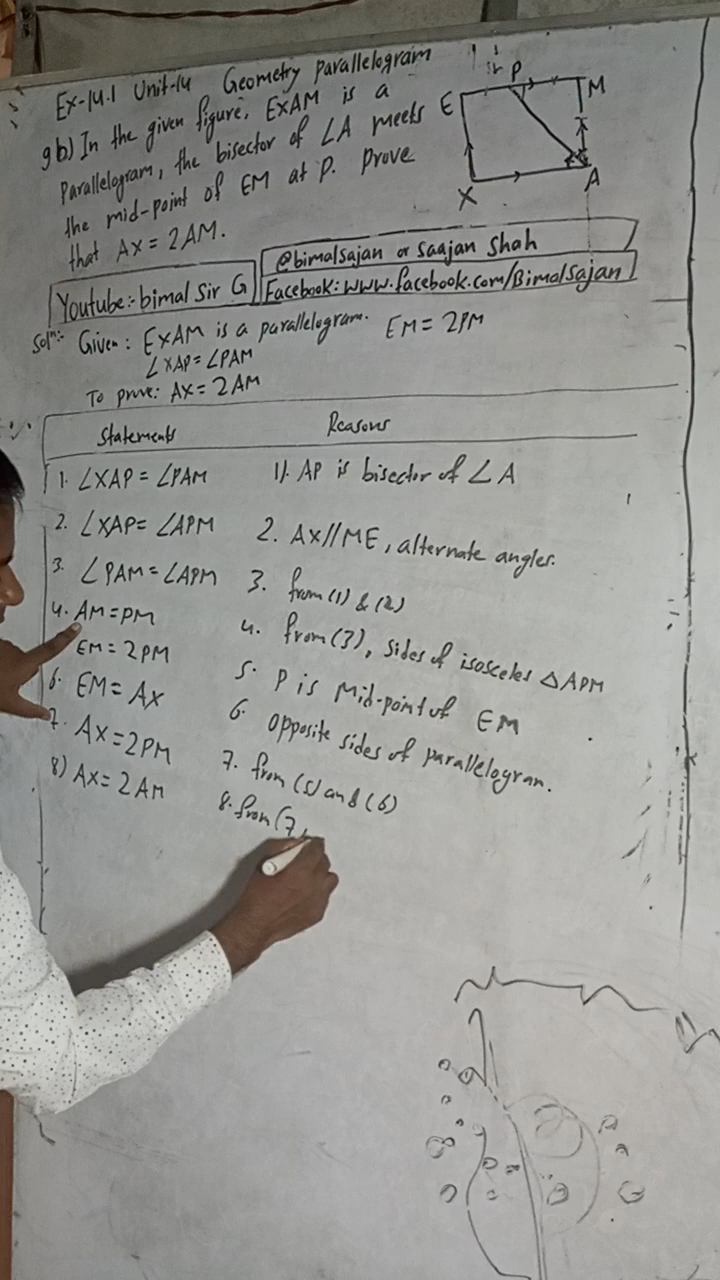 Ex-14.1 Unit-14 Geometry Parallelogram
9b) In the given figure, ExAM is a
Parallelogram, the bisector of ∠A meets
the mid-point of EM at P. Prove
that AX = 2AM.
E P M
X A
Youtube:- bimal Sir G
@bimalsajan or Saajan Shah
Facebook: www.facebook.com/Bimalsajan
Solⁿ:- Given: ExAM is a parallelogram. EM = 2PM
∠XAP = ∠PAM
To prove: AX = 2AM
Statements Reasons
1. ∠XAP = ∠PAM 1). AP is bisector of ∠A
2. ∠XAP = ∠APM 2. AX//ME, alternate angles.
3. ∠PAM = ∠APM 3. from (1) & (2)
4. AM = PM 4. from (3), sides of isosceles △APM
EM = 2PM 5. P is Mid-point of EM
6. EM = AX 6. opposite sides of parallelogram.
7. AX = 2PM 7. from (5) and (6)
8) AX = 2AM 8. from (7,